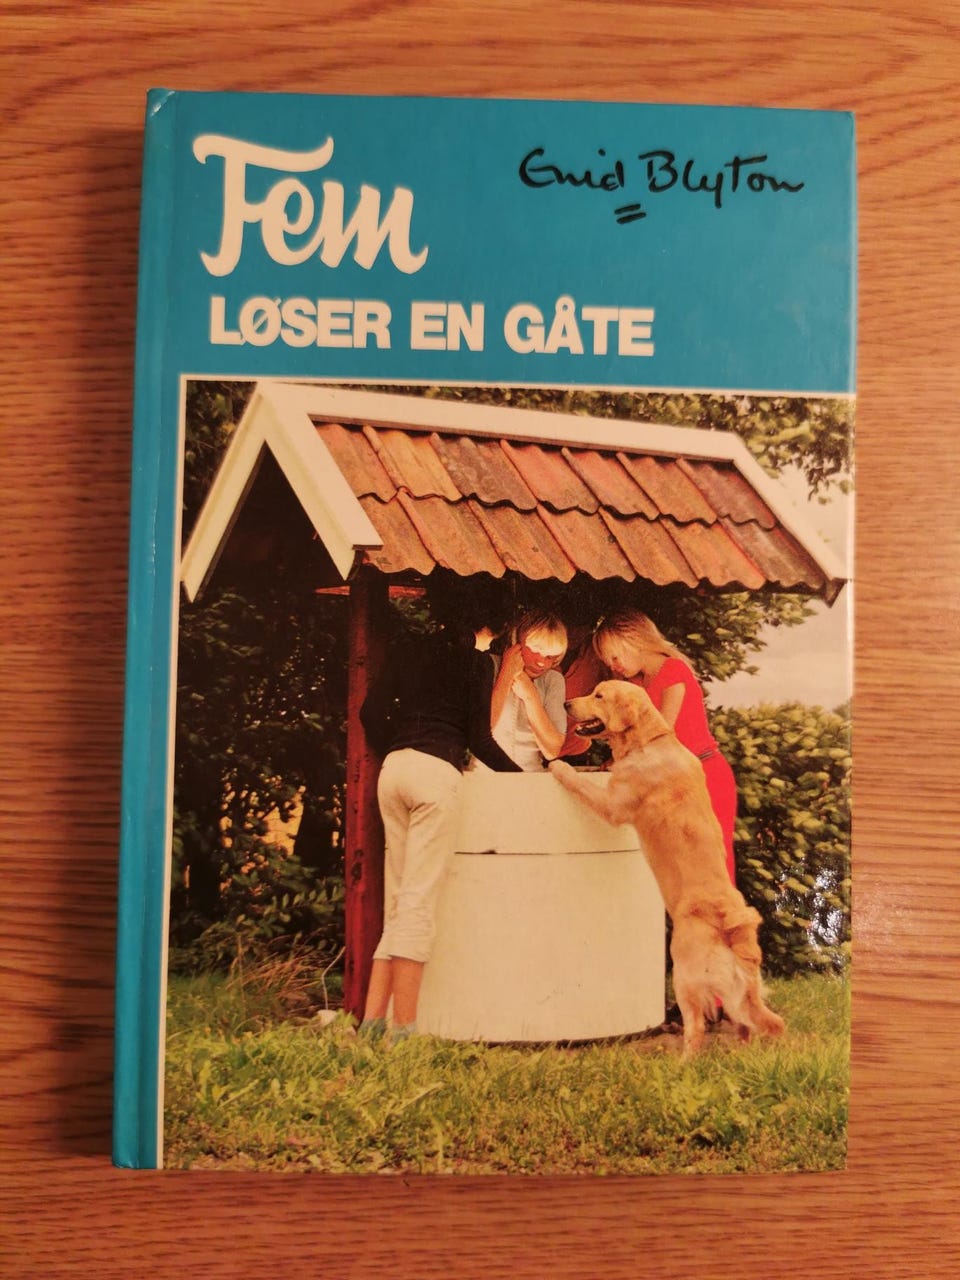 Fem
Enid Blyton
LØSER EN GÅTE